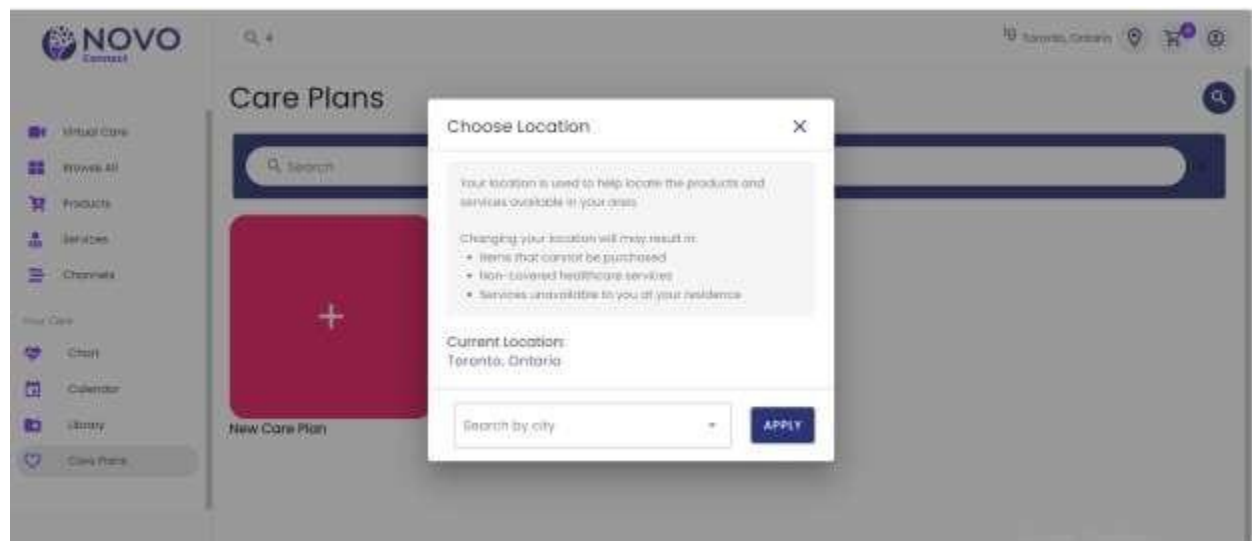 NOVO
Connect
4
Toronto, Ontario
Care Plans
Search
Virtual Care
Browse All
Products
Services
Channels
Your Care
Chart
Calendar
Library
Care Plans
New Care Plan
Choose Location
Your location is used to help locate the products and
services available in your area
Changing your location will may result in:
• Items that cannot be purchased
• Non-covered healthcare services
• Services unavailable to you at your residence
Current Location:
Toronto, Ontario
Search by city
APPLY